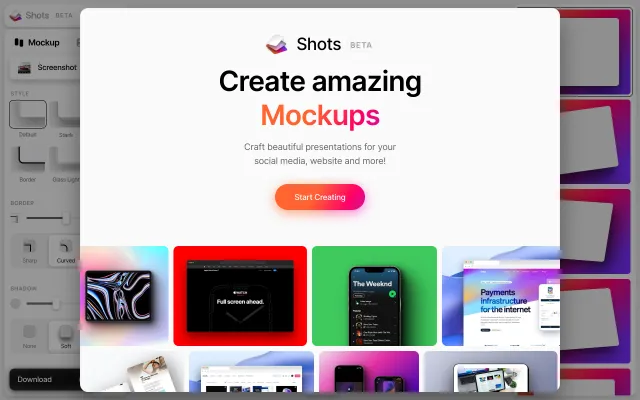 Shots BETA
Mockup
Screenshot
STYLE
Default
Border
Glass Light
BORDER
Sharp
Curved
SHADOW
None
Soft
Download
Shots BETA
Create amazing
Mockups
Craft beautiful presentations for your
social media, website and more!
Start Creating
WATCH
Full screen ahead.
The Weeknd
Popular
Payments
infrastructure
for the internet